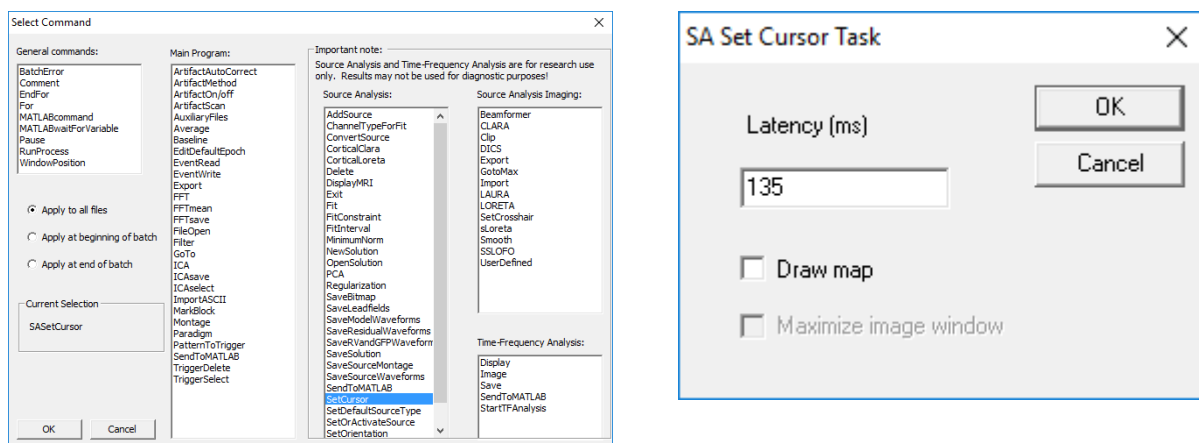 Select Command
General commands:
BatchError
Comment
EndFor
For
MATLABcommand
MATLABwaitForVariable
Pause
RunProcess
WindowPosition
Apply to all files
Apply at beginning of batch
Apply at end of batch
Current Selection
SASetCursor
OK
Cancel
Main Program:
ArtifactAutoCorrect
ArtifactMethod
ArtifactOn/off
ArtifactScan
AuxiliaryFiles
Average
Baseline
EditDefaultEpoch
EventRead
EventWrite
Export
FFT
FFTmean
FFTsave
FileOpen
Filter
GoTo
ICA
ICAsave
ICAselect
ImportASCII
MarkBlock
Montage
Paradigm
PatternToTrigger
SendToMATLAB
TriggerDelete
TriggerSelect
Important note:
Source Analysis and Time-Frequency Analysis are for research use
only. Results may not be used for diagnostic purposes!
Source Analysis:
AddSource
ChannelTypeForFit
ConvertSource
CorticalClara
CorticalLoreta
Delete
DisplayMRI
Exit
Fit
FitConstraint
FitInterval
MinimumNorm
NewSolution
OpenSolution
PCA
Regularization
SaveBitmap
SaveLeadfields
SaveModelWaveforms
SaveResidualWaveforms
SaveRVandGFPWaveform
SaveSolution
SaveSourceMontage
SaveSourceWaveforms
SendToMATLAB
SetCursor
SetDefaultSourceType
SetOrActivateSource
SetOrientation
Source Analysis Imaging:
Beamformer
CLARA
Clip
DICS
Export
GotoMax
Import
LAURA
LORETA
SetCrosshair
sLoreta
Smooth
SSLOFO
UserDefined
Time-Frequency Analysis:
Display
Image
Save
SendToMATLAB
StartTFAnalysis
SA Set Cursor Task
Latency (ms)
135
Draw map
Maximize image window
OK
Cancel